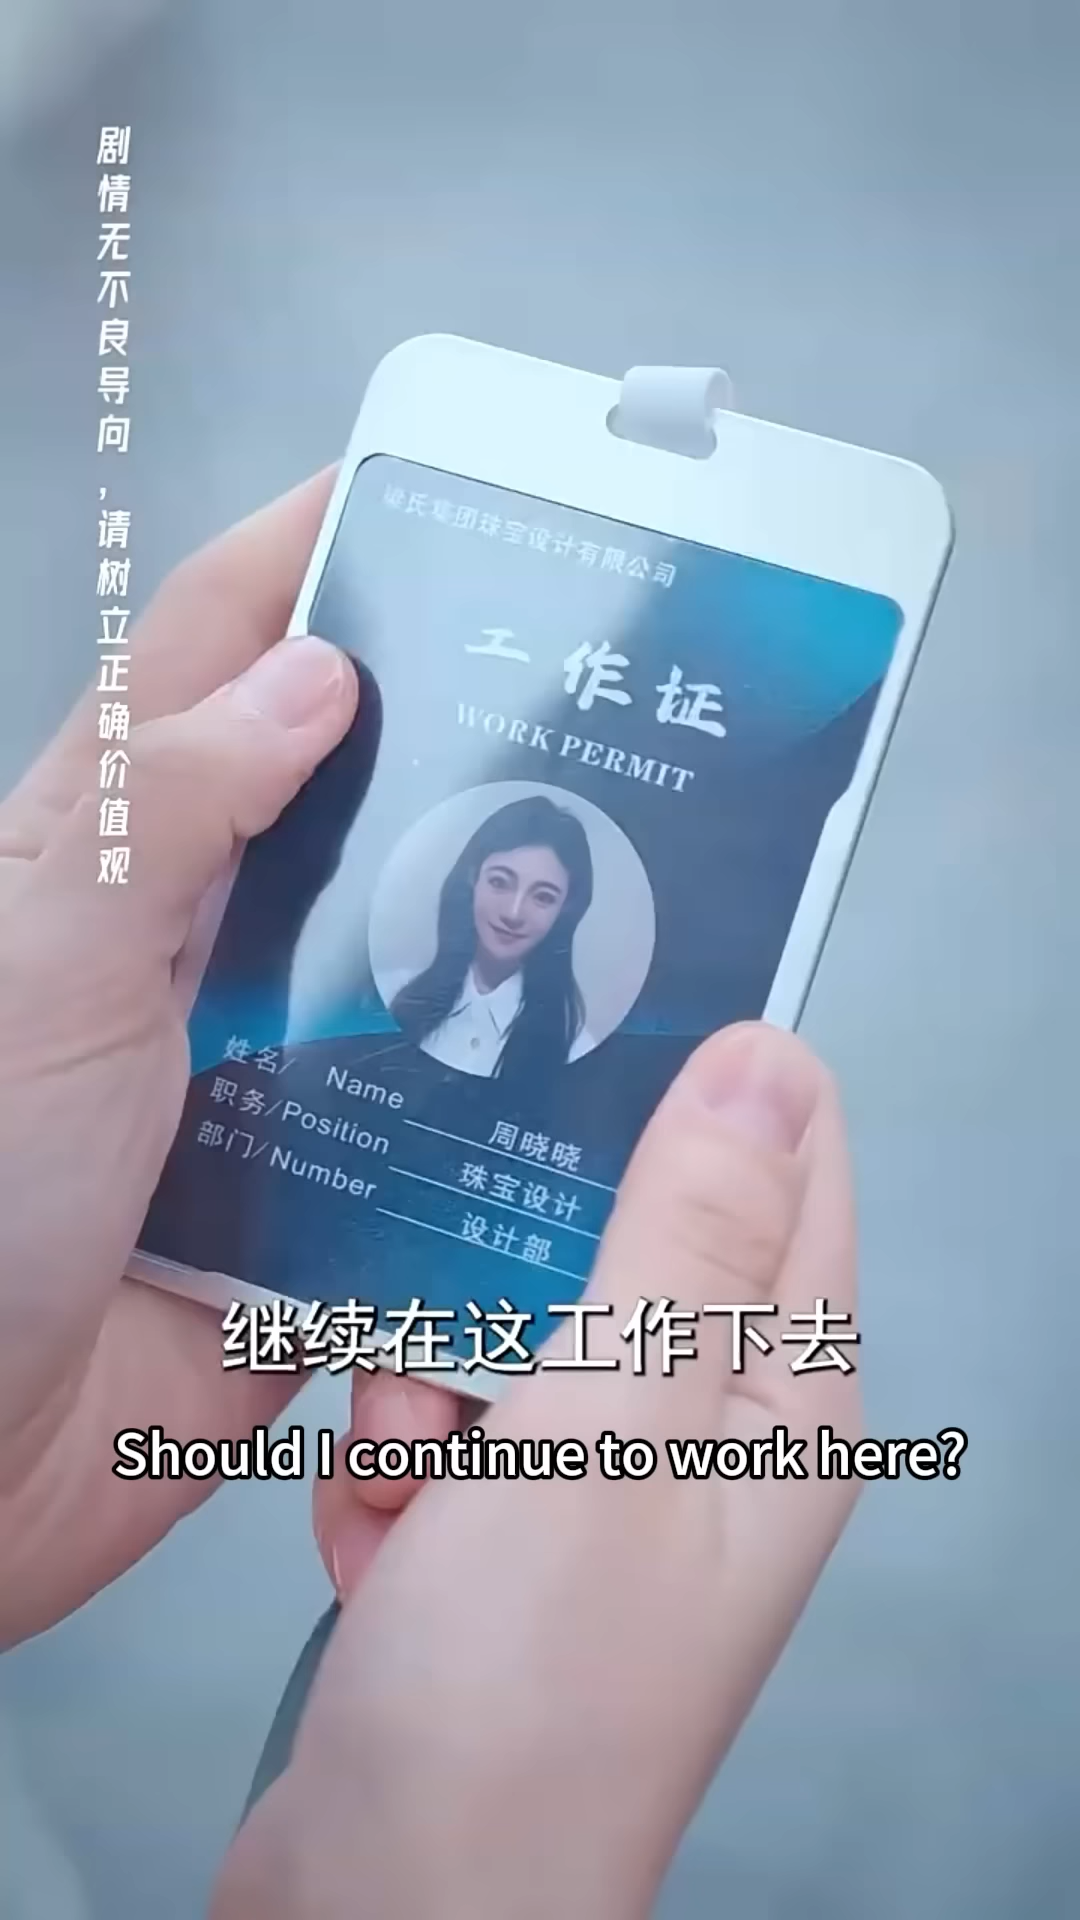 剧情无不良导向，请树立正确价值观
梁氏集团珠宝设计有限公司
工作证
WORK PERMIT
姓名/ Name 周晓晓
职务/Position 珠宝设计
部门/Number 设计部
继续在这工作下去
Should I continue to work here?